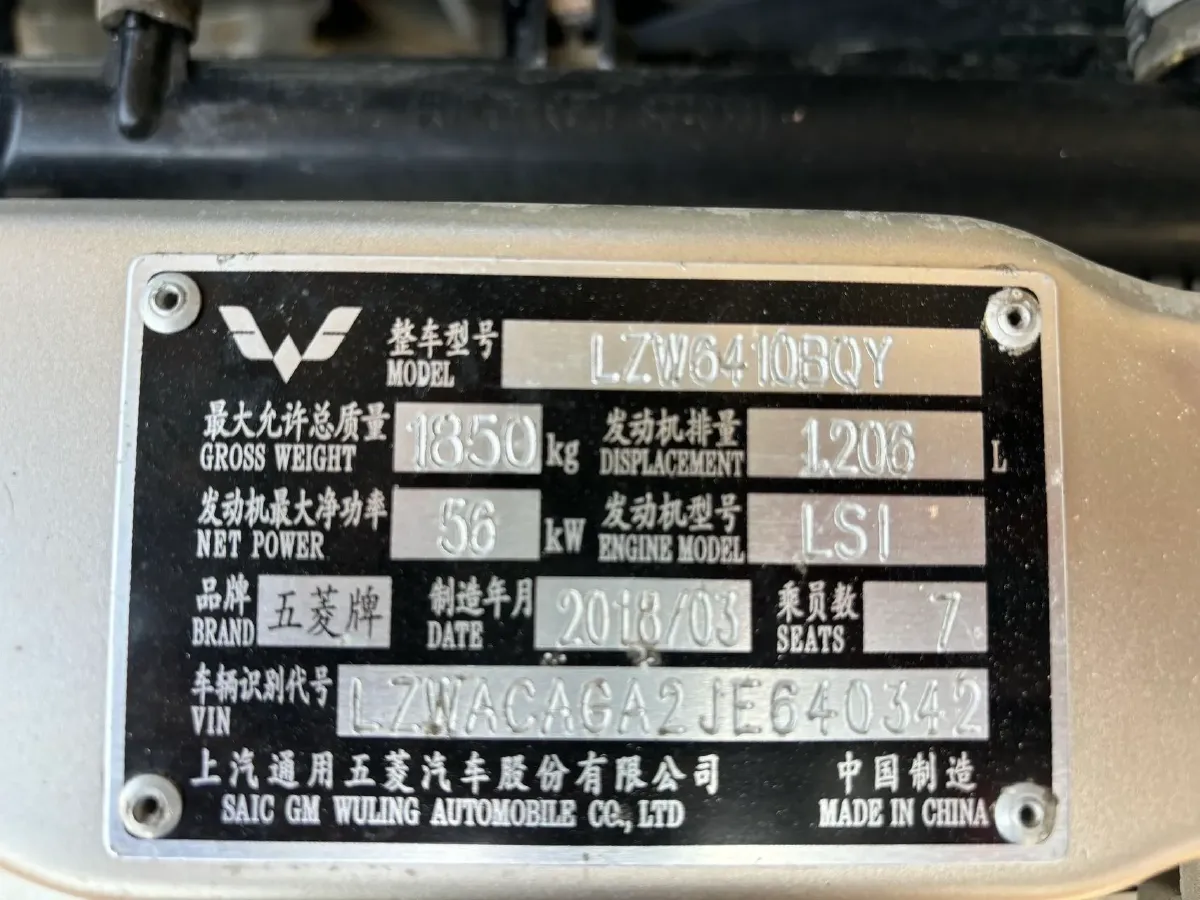 整车型号 LZW6410BQY
MODEL
最大允许总质量 1850 kg 发动机排量 1.206 L
GROSS WEIGHT DISPLACEMENT
发动机最大净功率 56 kW 发动机型号 LSI
NET POWER ENGINE MODEL
品牌 五菱牌 制造年月 2018/03 乘员数 7
BRAND DATE SEATS
车辆识别代号 LZWACAGA2JE640342
VIN
上汽通用五菱汽车股份有限公司 中国制造
SAIC GM WULING AUTOMOBILE CO., LTD MADE IN CHINA